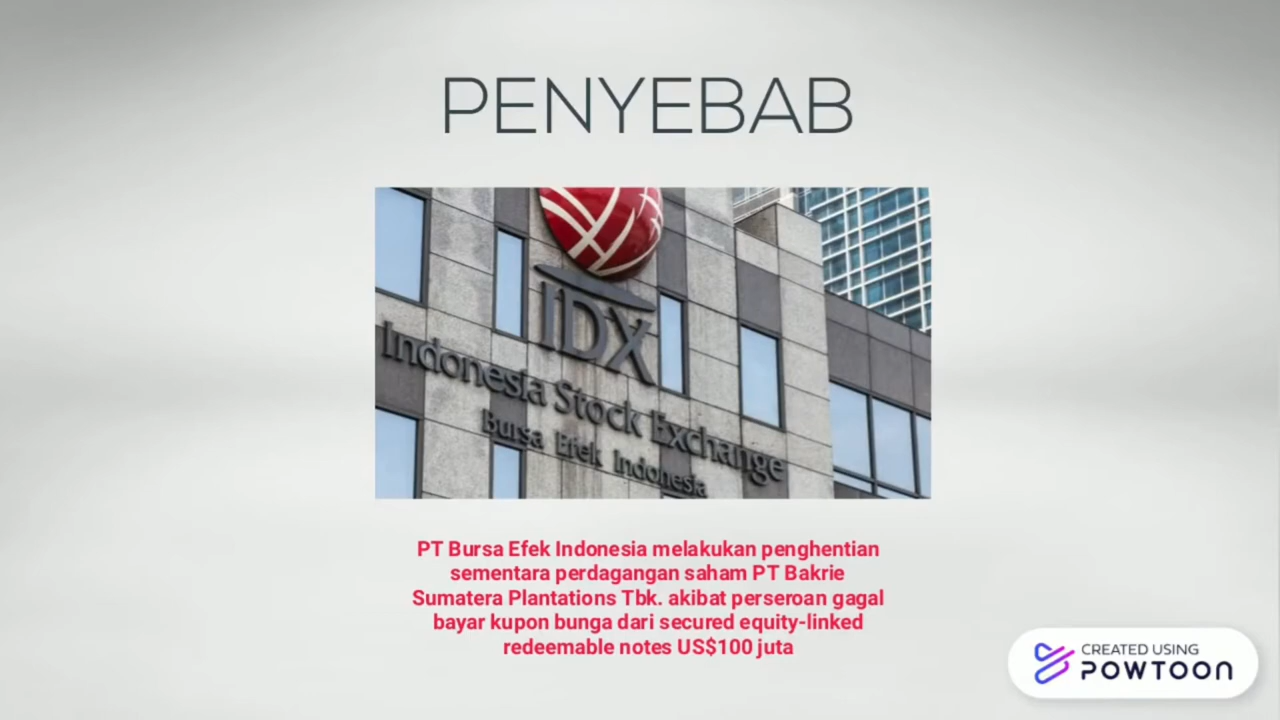 PENYEBAB
IDX
Indonesia Stock Exchange
Bursa Efek Indonesia
PT Bursa Efek Indonesia melakukan penghentian
sementara perdagangan saham PT Bakrie
Sumatera Plantations Tbk. akibat perseroan gagal
bayar kupon bunga dari secured equity-linked
redeemable notes US$100 juta
CREATED USING
POWTOON